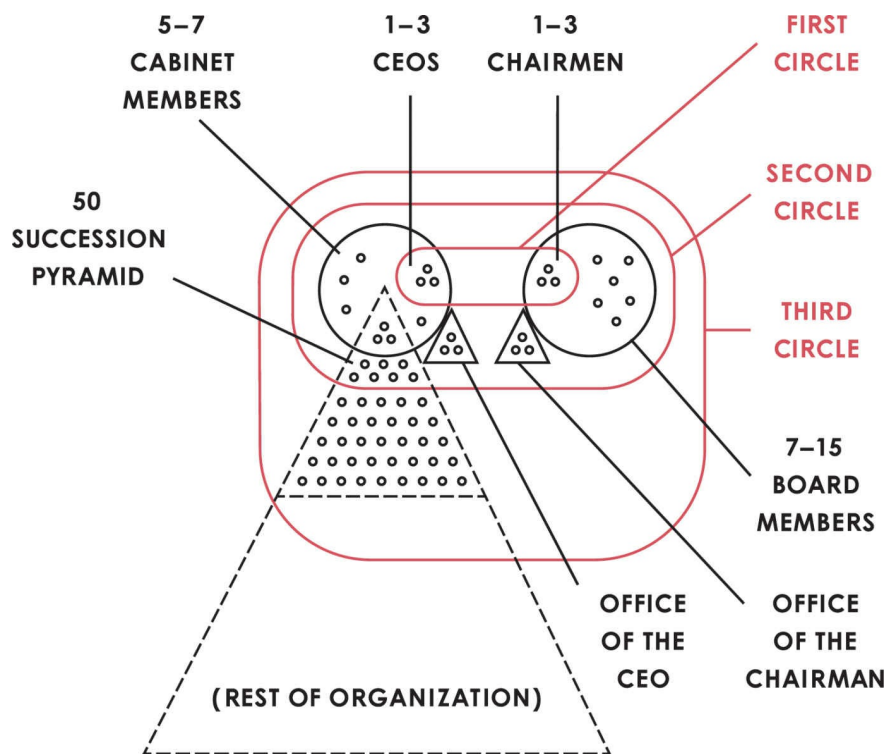 5–7
CABINET
MEMBERS
1–3
CEOS
1–3
CHAIRMEN
FIRST
CIRCLE
SECOND
CIRCLE
50
SUCCESSION
PYRAMID
THIRD
CIRCLE
7–15
BOARD
MEMBERS
OFFICE
OF THE
CEO
OFFICE
OF THE
CHAIRMAN
(REST OF ORGANIZATION)